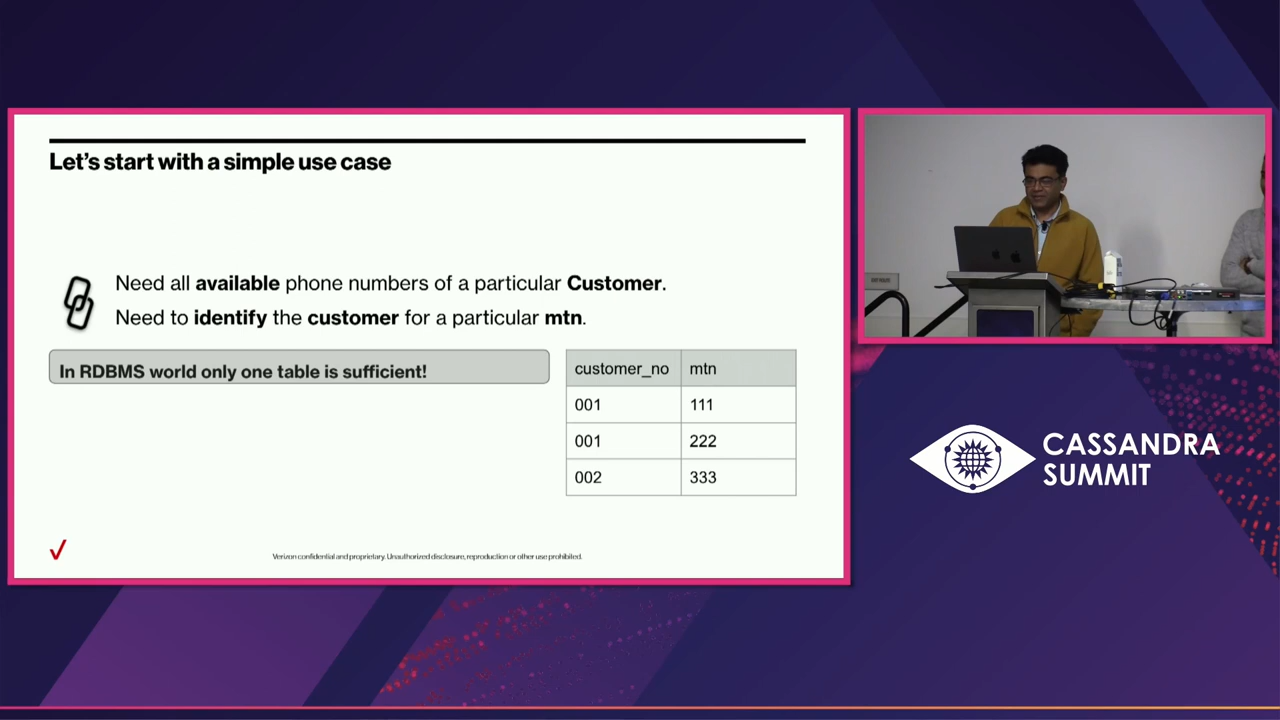 Let's start with a simple use case
Need all available phone numbers of a particular Customer.
Need to identify the customer for a particular mtn.
In RDBMS world only one table is sufficient!
customer_no mtn
001 111
001 222
002 333
Verizon confidential and proprietary. Unauthorized disclosure, reproduction or other use prohibited.
CASSANDRA
SUMMIT